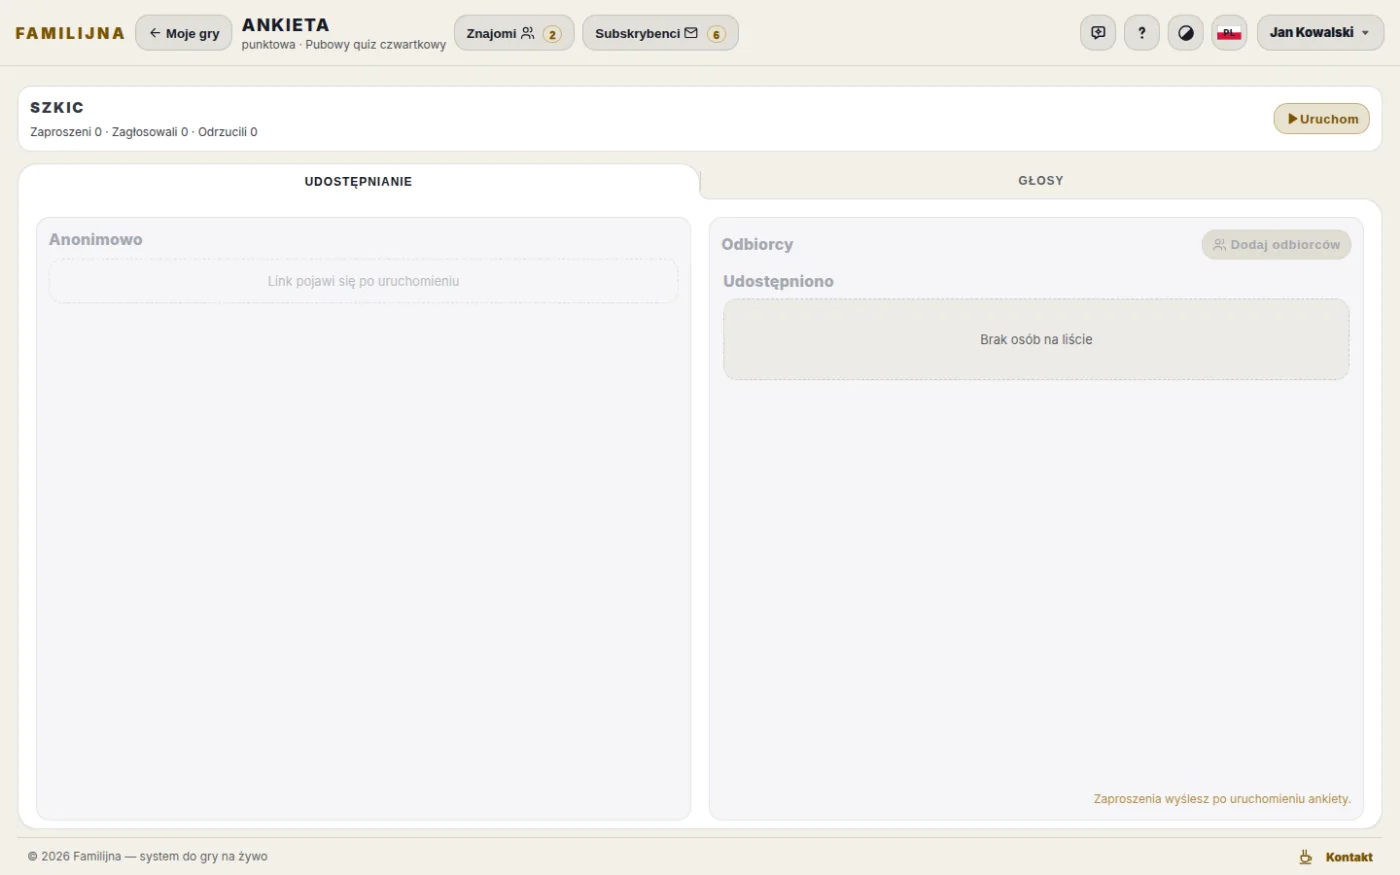 FAMILIJNA
← Moje gry
ANKIETA
punktowa · Pubowy quiz czwartkowy
Znajomi 2
Subskrybenci 6
?
PL
Jan Kowalski
SZKIC
Zaproszeni 0 · Zagłosowali 0 · Odrzucili 0
Uruchom
UDOSTĘPNIANIE
GŁOSY
Anonimowo
Link pojawi się po uruchomieniu
Odbiorcy
Dodaj odbiorców
Udostępniono
Brak osób na liście
Zaproszenia wyślesz po uruchomieniu ankiety.
© 2026 Familijna — system do gry na żywo
Kontakt